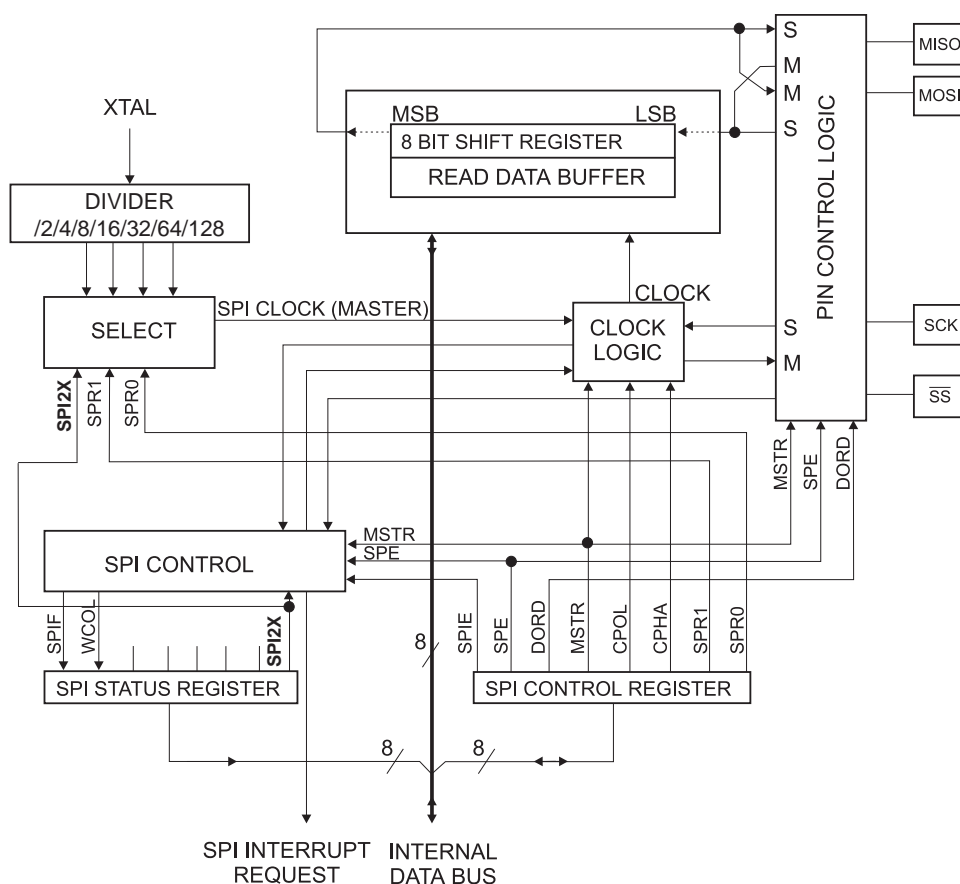 S
MISO
M
XTAL
M
MOSI
MSB
LSB
S
8 BIT SHIFT REGISTER
READ DATA BUFFER
DIVIDER
/2/4/8/16/32/64/128
PIN CONTROL LOGIC
SPI CLOCK (MASTER)
CLOCK
SELECT
CLOCK
LOGIC
S
SCK
M
SPI2X
SPR1
SPR0
SS
MSTR
SPE
DORD
MSTR
SPE
SPI CONTROL
SPIF
WCOL
SPI2X
8
SPIE
SPE
DORD
MSTR
CPOL
CPHA
SPR1
SPR0
SPI STATUS REGISTER
SPI CONTROL REGISTER
8
8
SPI INTERRUPT
REQUEST
INTERNAL
DATA BUS